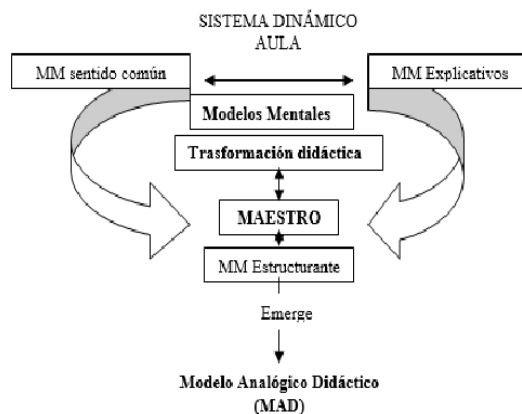 SISTEMA DINÁMICO
AULA
MM sentido común
MM Explicativos
Modelos Mentales
Trasformación didáctica
MAESTRO
MM Estructurante
Emerge
Modelo Analógico Didáctico
(MAD)